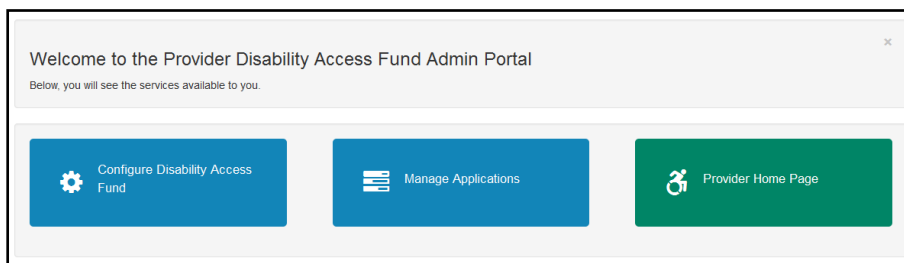 Welcome to the Provider Disability Access Fund Admin Portal
×
Below, you will see the services available to you.
Configure Disability Access
Fund
Manage Applications
Provider Home Page